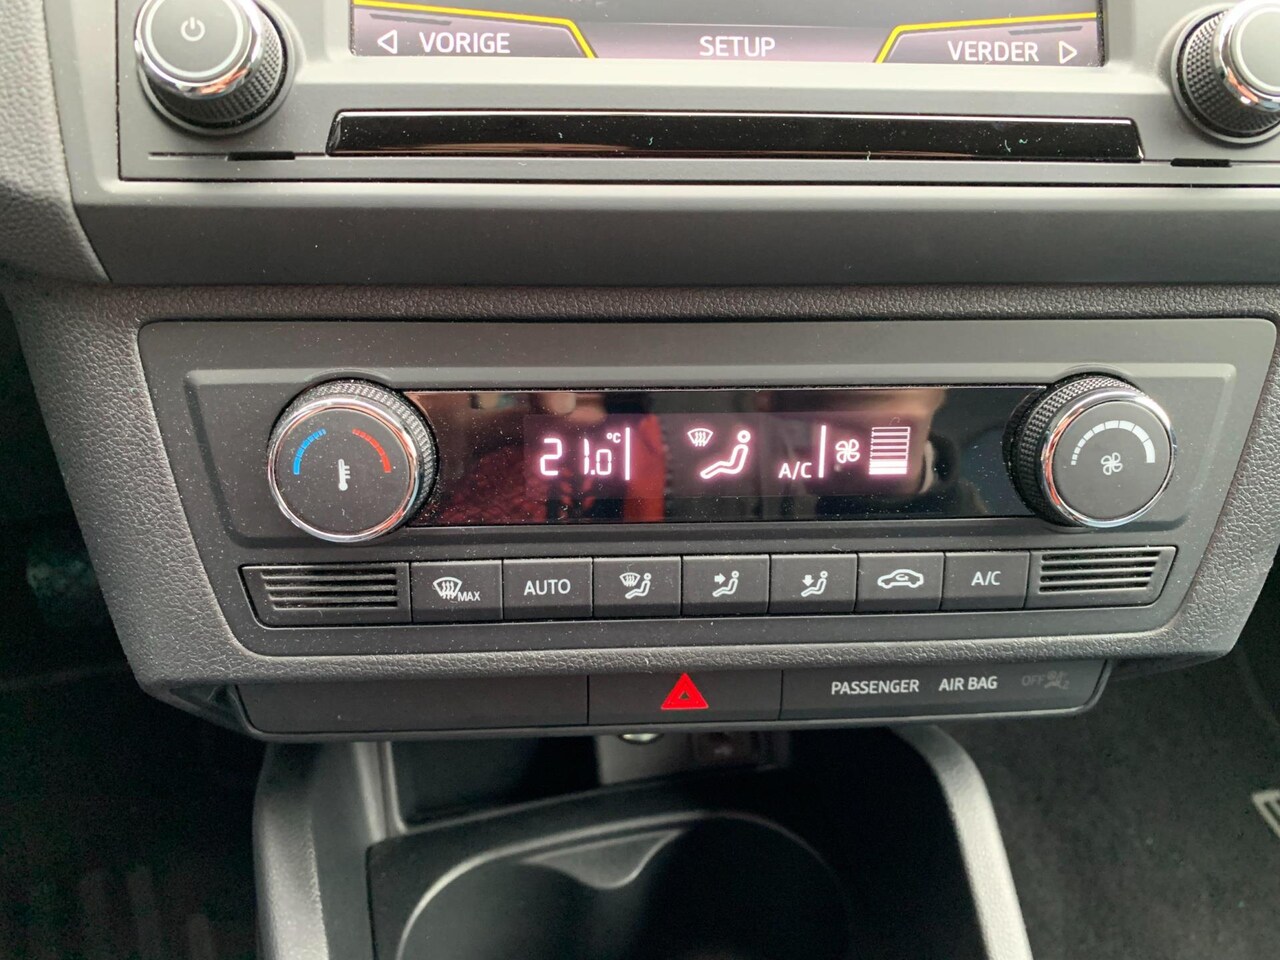 VORIGE SETUP VERDER
21.0 °C A/C
MAX AUTO A/C
PASSENGER AIR BAG OFF